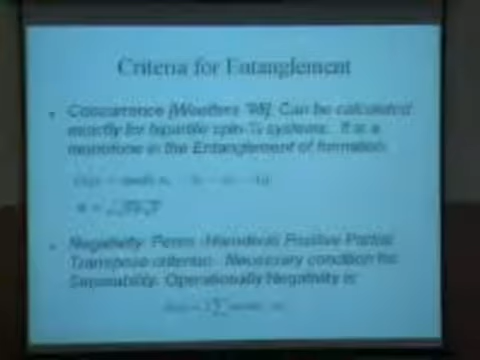 Criteria for Entanglement
• Concurrence [Wootters '98]. Can be calculated
exactly for bipartite spin-½ systems. It is a
monotone in the Entanglement of formation.
• Negativity: Peres-Horodecki Positive Partial
Transpose criterion. Necessary condition for
Separability. Operationally Negativity is: